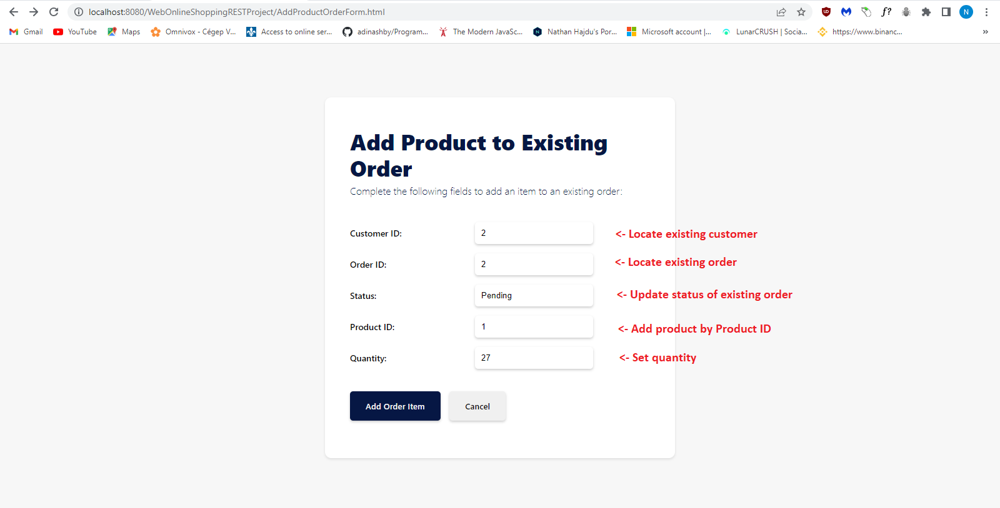 localhost:8080/WebOnlineShoppingRESTProject/AddProductOrderForm.html
f?
N
Gmail
YouTube
Maps
Omnivox - Cégep V...
Access to online ser...
adinashby/Program...
The Modern JavaSc...
N
Nathan Hajdu's Por...
Microsoft account |...
LunarCRUSH | Socia...
https://www.binanc...
»
Add Product to Existing
Order
Complete the following fields to add an item to an existing order:
Customer ID: 2 <- Locate existing customer
Order ID: 2 <- Locate existing order
Status: Pending <- Update status of existing order
Product ID: 1 <- Add product by Product ID
Quantity: 27 <- Set quantity
Add Order Item Cancel